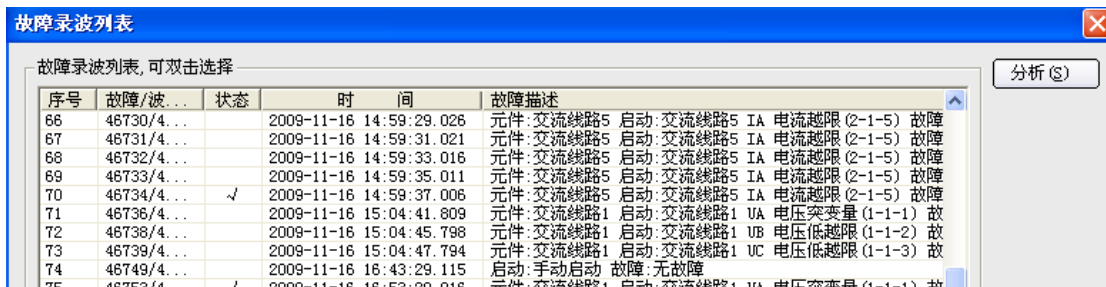 故障录波列表
故障录波列表,可双击选择
分析(S)
序号 故障/波... 状态 时 间 故障描述
66 46730/4... 2009-11-16 14:59:29.026 元件:交流线路5 启动:交流线路5 IA 电流越限(2-1-5) 故障
67 46731/4... 2009-11-16 14:59:31.021 元件:交流线路5 启动:交流线路5 IA 电流越限(2-1-5) 故障
68 46732/4... 2009-11-16 14:59:33.016 元件:交流线路5 启动:交流线路5 IA 电流越限(2-1-5) 故障
69 46733/4... 2009-11-16 14:59:35.011 元件:交流线路5 启动:交流线路5 IA 电流越限(2-1-5) 故障
70 46734/4... √ 2009-11-16 14:59:37.006 元件:交流线路5 启动:交流线路5 IA 电流越限(2-1-5) 故障
71 46736/4... 2009-11-16 15:04:41.809 元件:交流线路1 启动:交流线路1 UA 电压突变量(1-1-1) 故
72 46738/4... 2009-11-16 15:04:45.798 元件:交流线路1 启动:交流线路1 UB 电压低越限(1-1-2) 故
73 46739/4... 2009-11-16 15:04:47.794 元件:交流线路1 启动:交流线路1 UC 电压低越限(1-1-3) 故
74 46749/4... 2009-11-16 16:43:29.115 启动:手动启动 故障:无故障